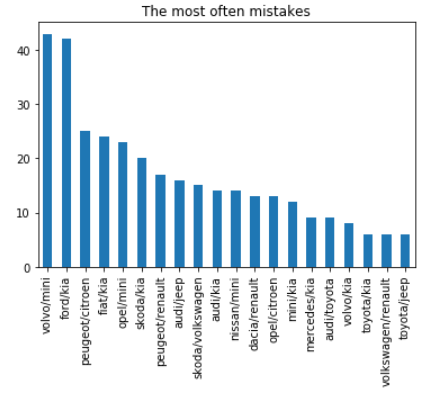 The most often mistakes
40
30
20
10
0
volvo/mini
ford/kia
peugeot/citroen
fiat/kia
opel/mini
skoda/kia
peugeot/renault
audi/jeep
skoda/volkswagen
audi/kia
nissan/mini
dacia/renault
opel/citroen
mini/kia
mercedes/kia
audi/toyota
volvo/kia
toyota/kia
volkswagen/renault
toyota/jeep